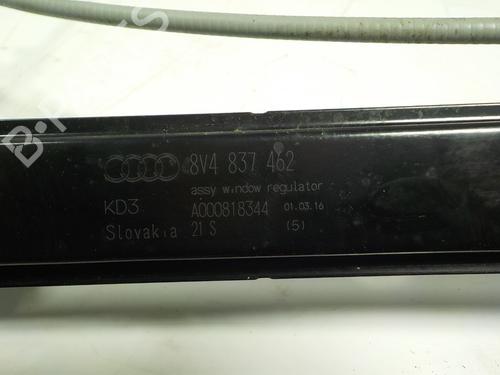 8V4 837 462
assy window regulator
KD3 A000818344 01.03.16
Slovakia 21 S (5)